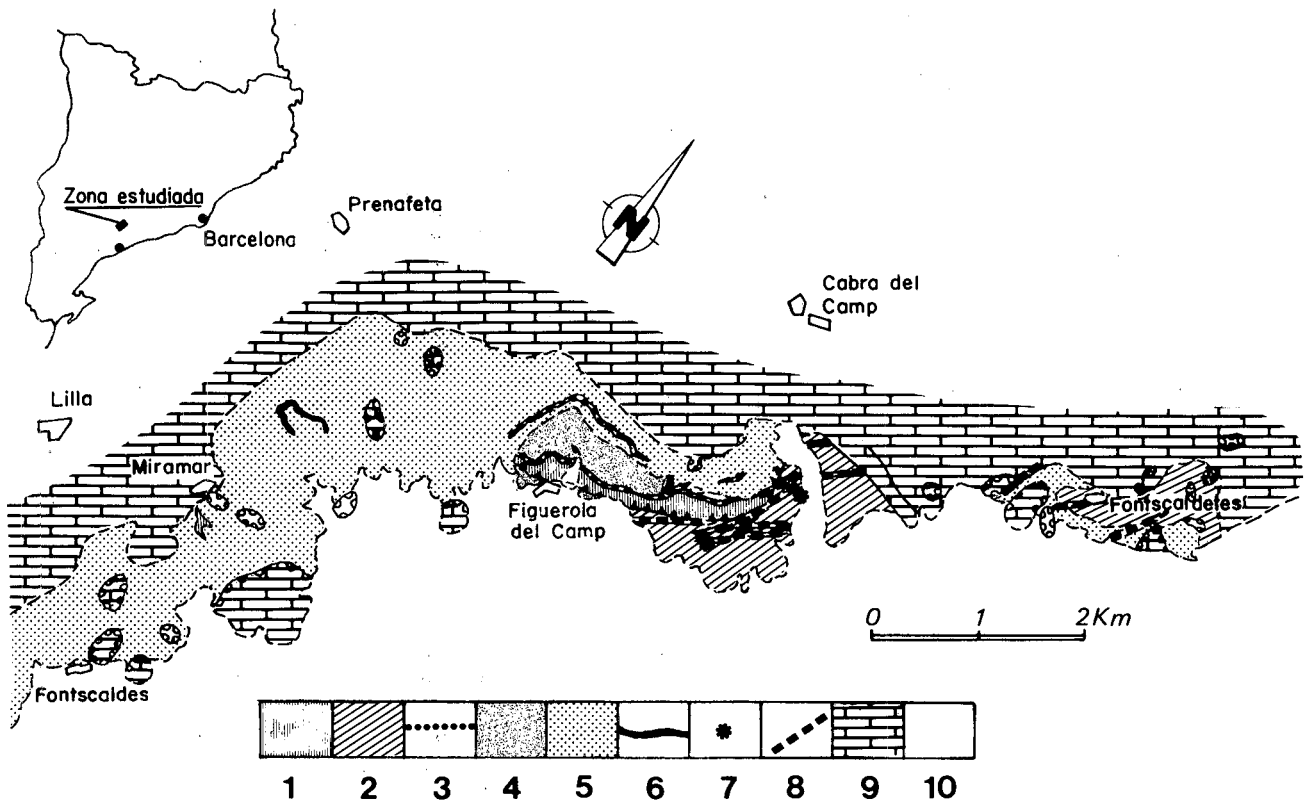 Zona estudiada
Barcelona
Prenafeta
N
Cabra del
Camp
Lilla
Miramar
Figuerola
del Camp
Fontscaldetes
Fontscaldes
0 1 2Km
1 2 3 4 5 6 7 8 9 10